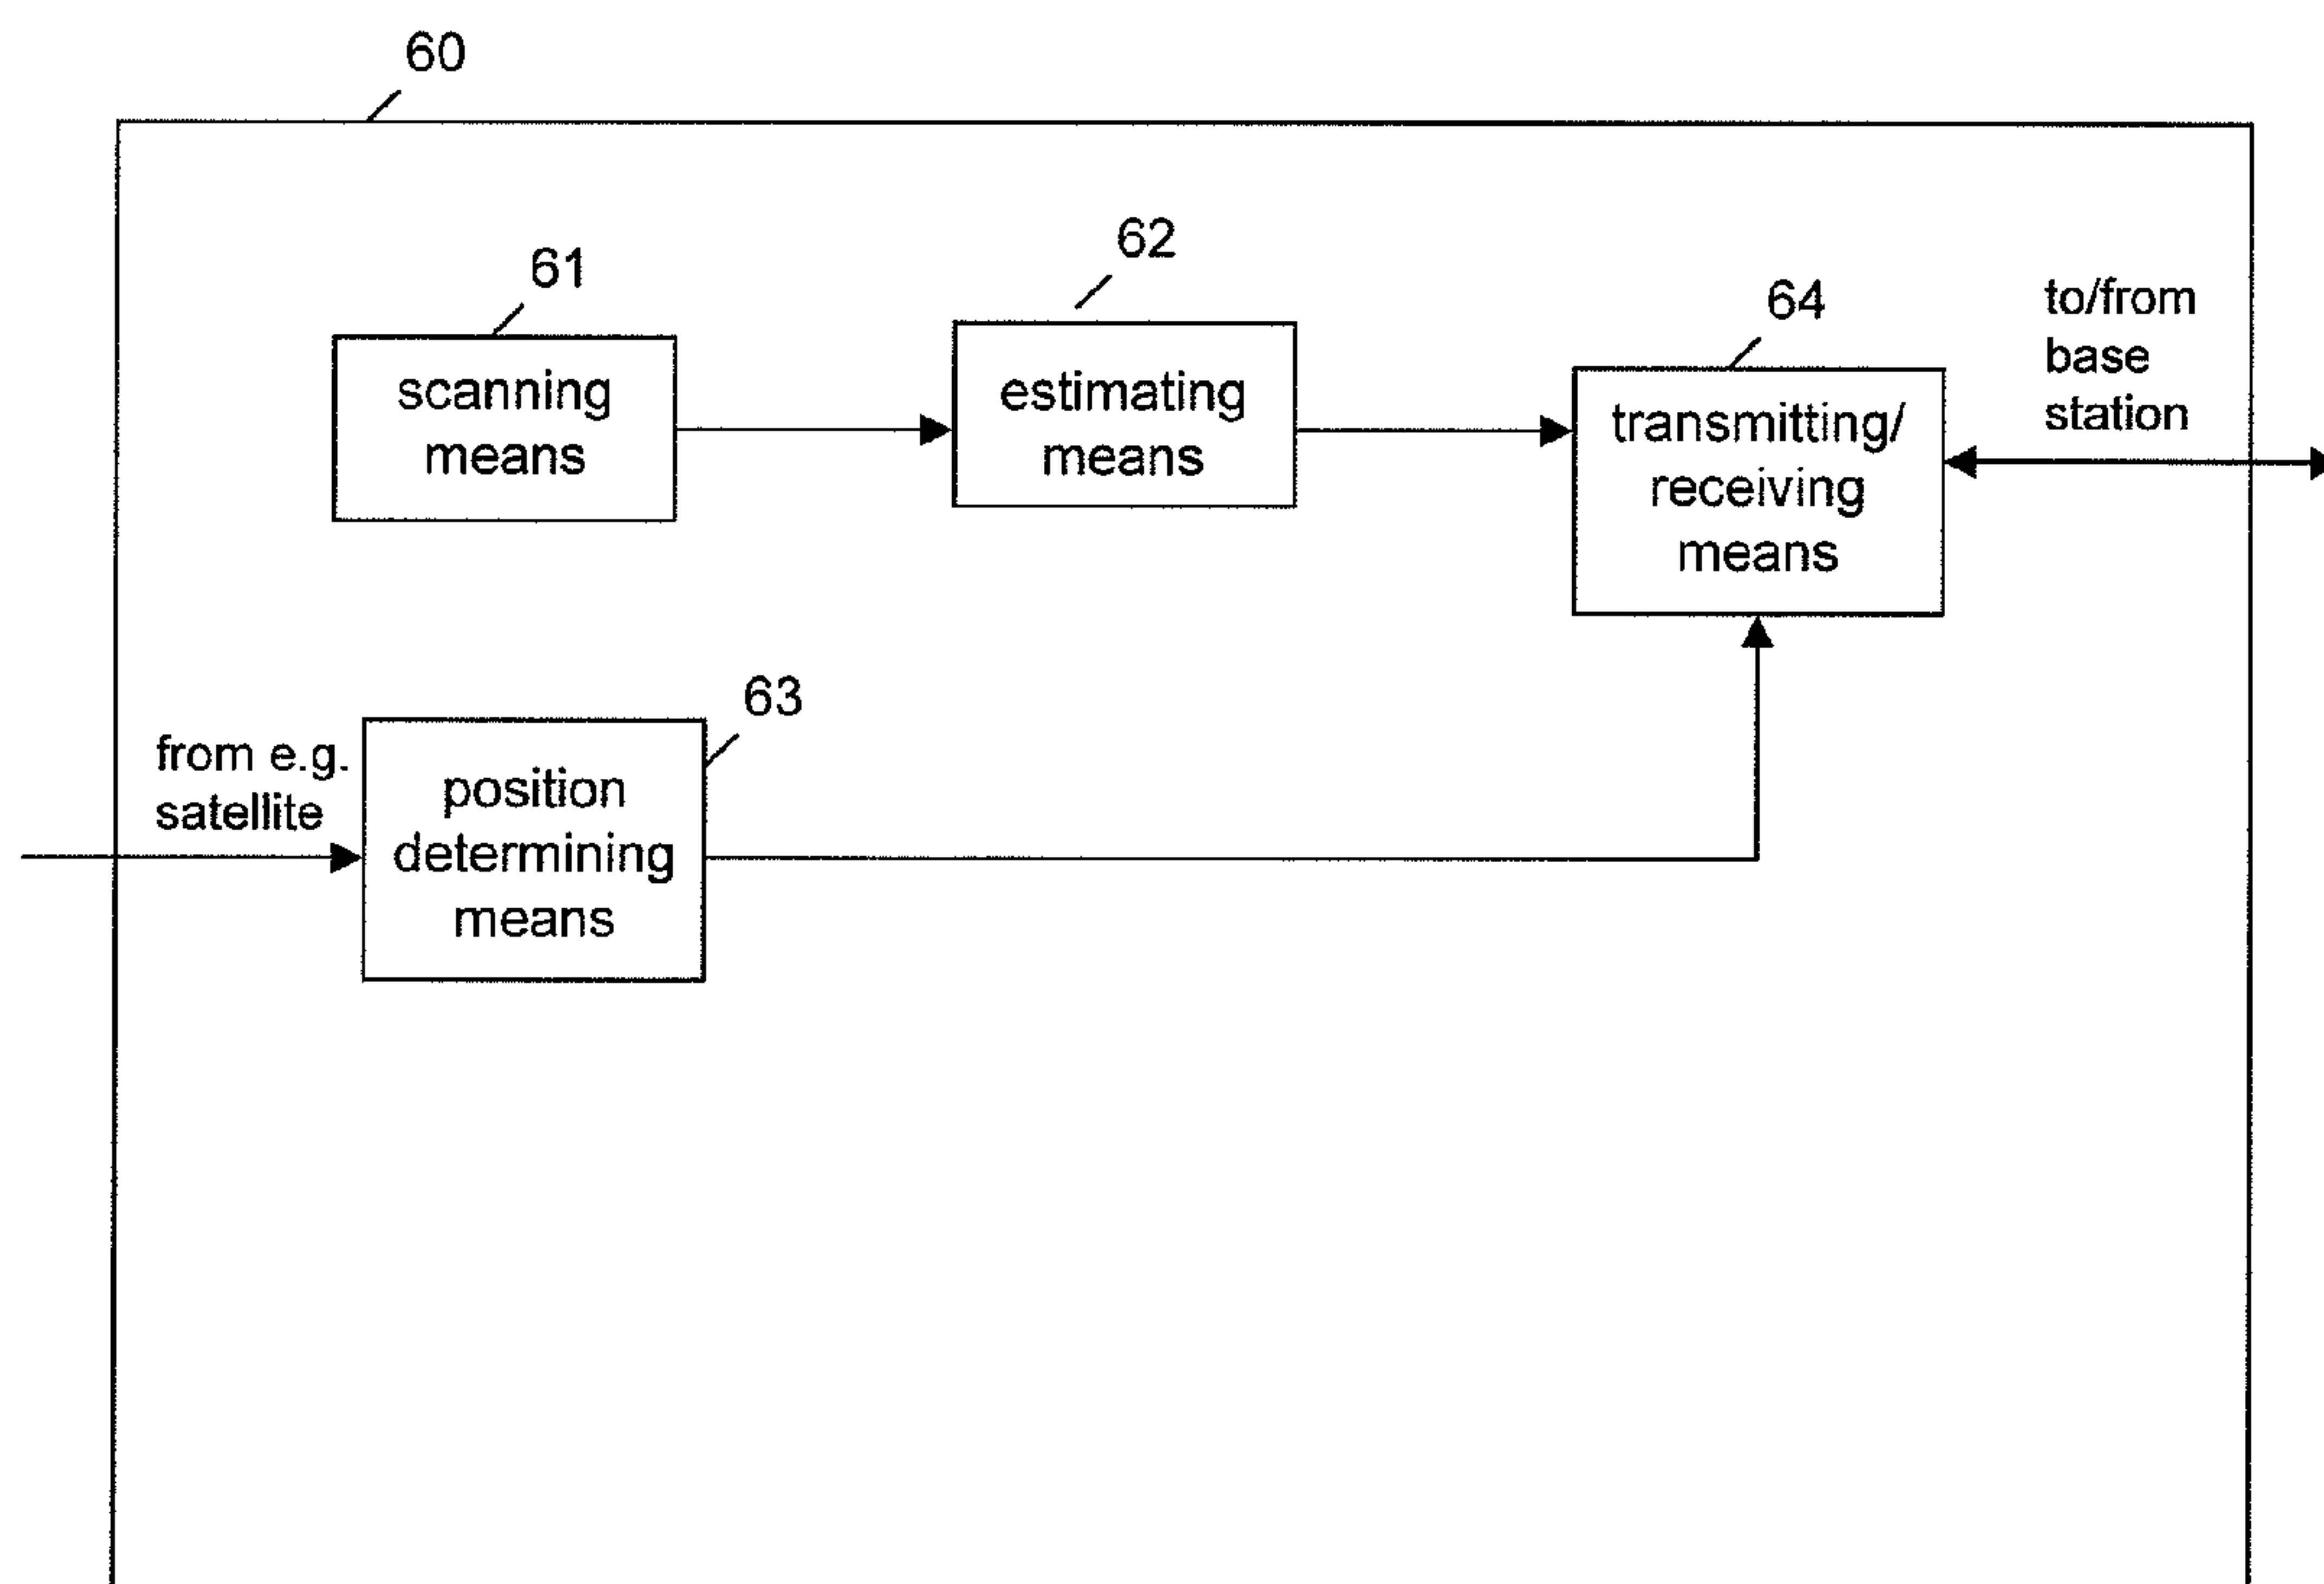 60
61
scanning
means
62
estimating
means
64
transmitting/
receiving
means
to/from
base
station
63
from e.g.
satellite
position
determining
means